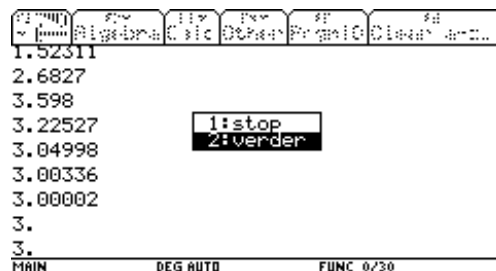 Algebra Calc Other PrgmIO Clean
1.52311
2.6827
3.598
3.22527
3.04998
3.00336
3.00002
3.
3.
1:stop
2:verder
MAIN DEG AUTO FUNC 0/30